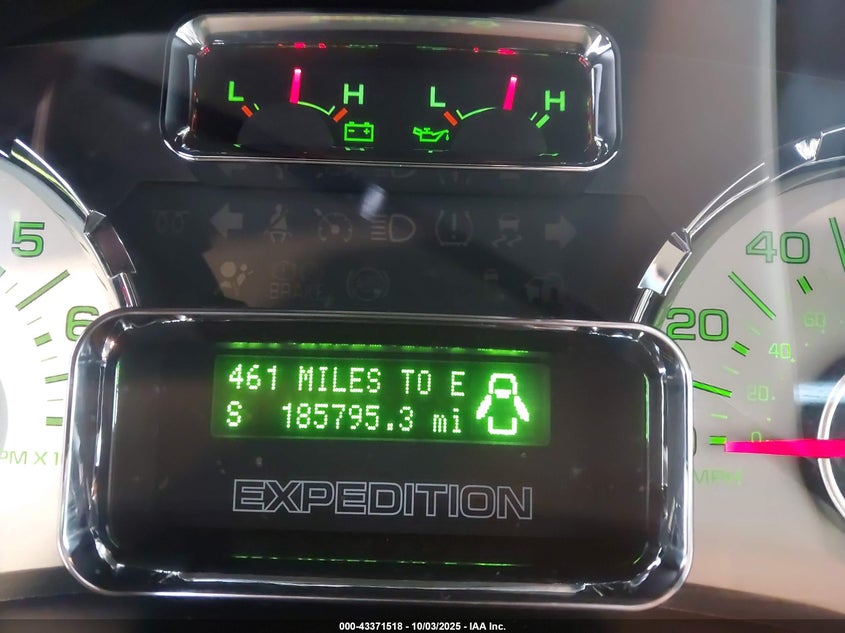 L H L H
5 40
6 20 60
40
BRAKE
461 MILES TO E
S 185795.3 mi
20
0
MPH
EXPEDITION
000-43371518 - 10/03/2025 - IAA Inc.